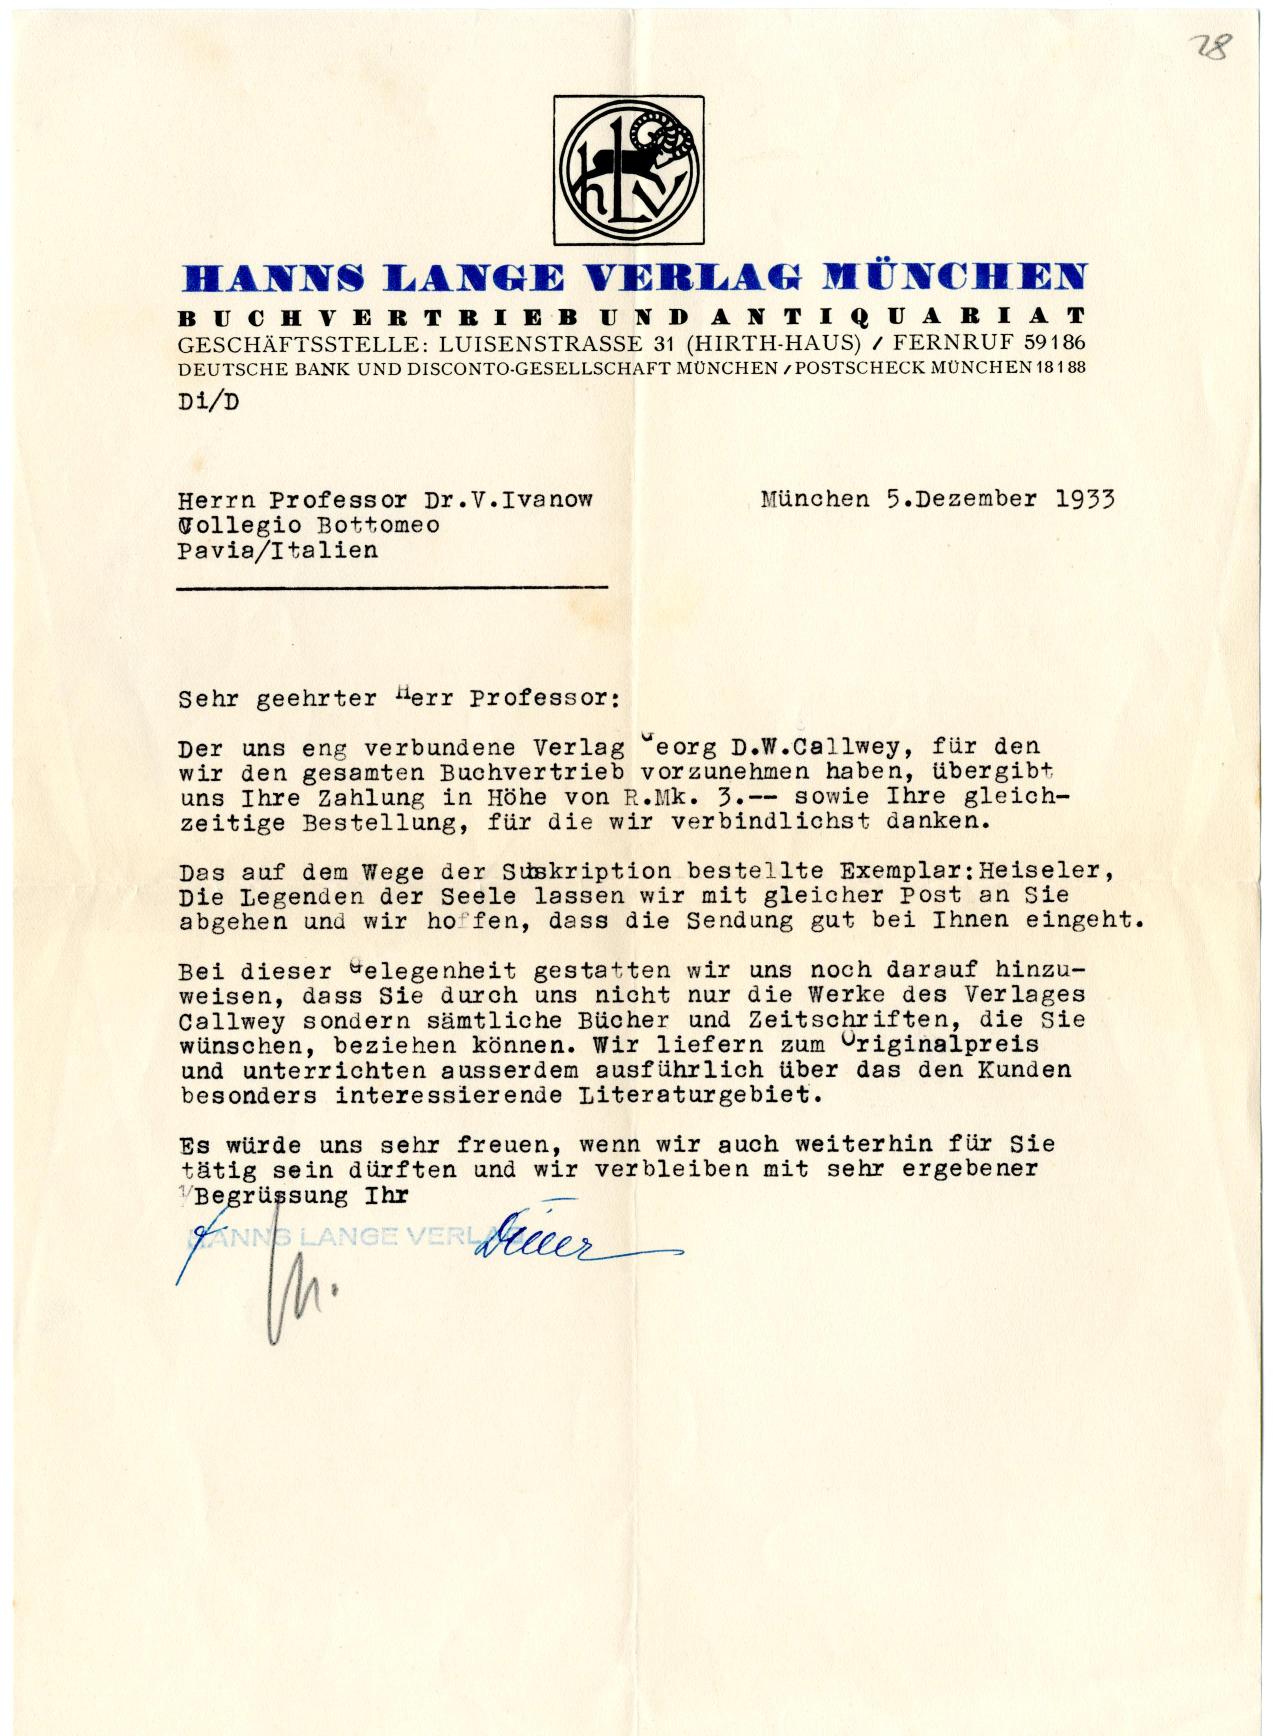 28
hLV
HANNS LANGE VERLAG MÜNCHEN
BUCHVERTRIEB UND ANTIQUARIAT
GESCHÄFTSSTELLE: LUISENSTRASSE 31 (HIRTH-HAUS) / FERNRUF 59186
DEUTSCHE BANK UND DISCONTO-GESELLSCHAFT MÜNCHEN / POSTSCHECK MÜNCHEN 18188
Di/D
Herrn Professor Dr.V.Ivanow
München 5.Dezember 1933
Collegio Bottomeo
Pavia/Italien
Sehr geehrter Herr Professor:
Der uns eng verbundene Verlag Georg D.W.Callwey, für den
wir den gesamten Buchvertrieb vorzunehmen haben, übergibt
uns Ihre Zahlung in Höhe von R.Mk. 3.-- sowie Ihre gleich-
zeitige Bestellung, für die wir verbindlichst danken.
Das auf dem Wege der Subskription bestellte Exemplar:Heiseler,
Die Legenden der Seele lassen wir mit gleicher Post an Sie
abgehen und wir hoffen, dass die Sendung gut bei Ihnen eingeht.
Bei dieser Gelegenheit gestatten wir uns noch darauf hinzu-
weisen, dass Sie durch uns nicht nur die Werke des Verlages
Callwey sondern sämtliche Bücher und Zeitschriften, die Sie
wünschen, beziehen können. Wir liefern zum Originalpreis
und unterrichten ausserdem ausführlich über das den Kunden
besonders interessierende Literaturgebiet.
Es würde uns sehr freuen, wenn wir auch weiterhin für Sie
tätig sein dürften und wir verbleiben mit sehr ergebener
Begrüssung Ihr
HANNS LANGE VERLAG